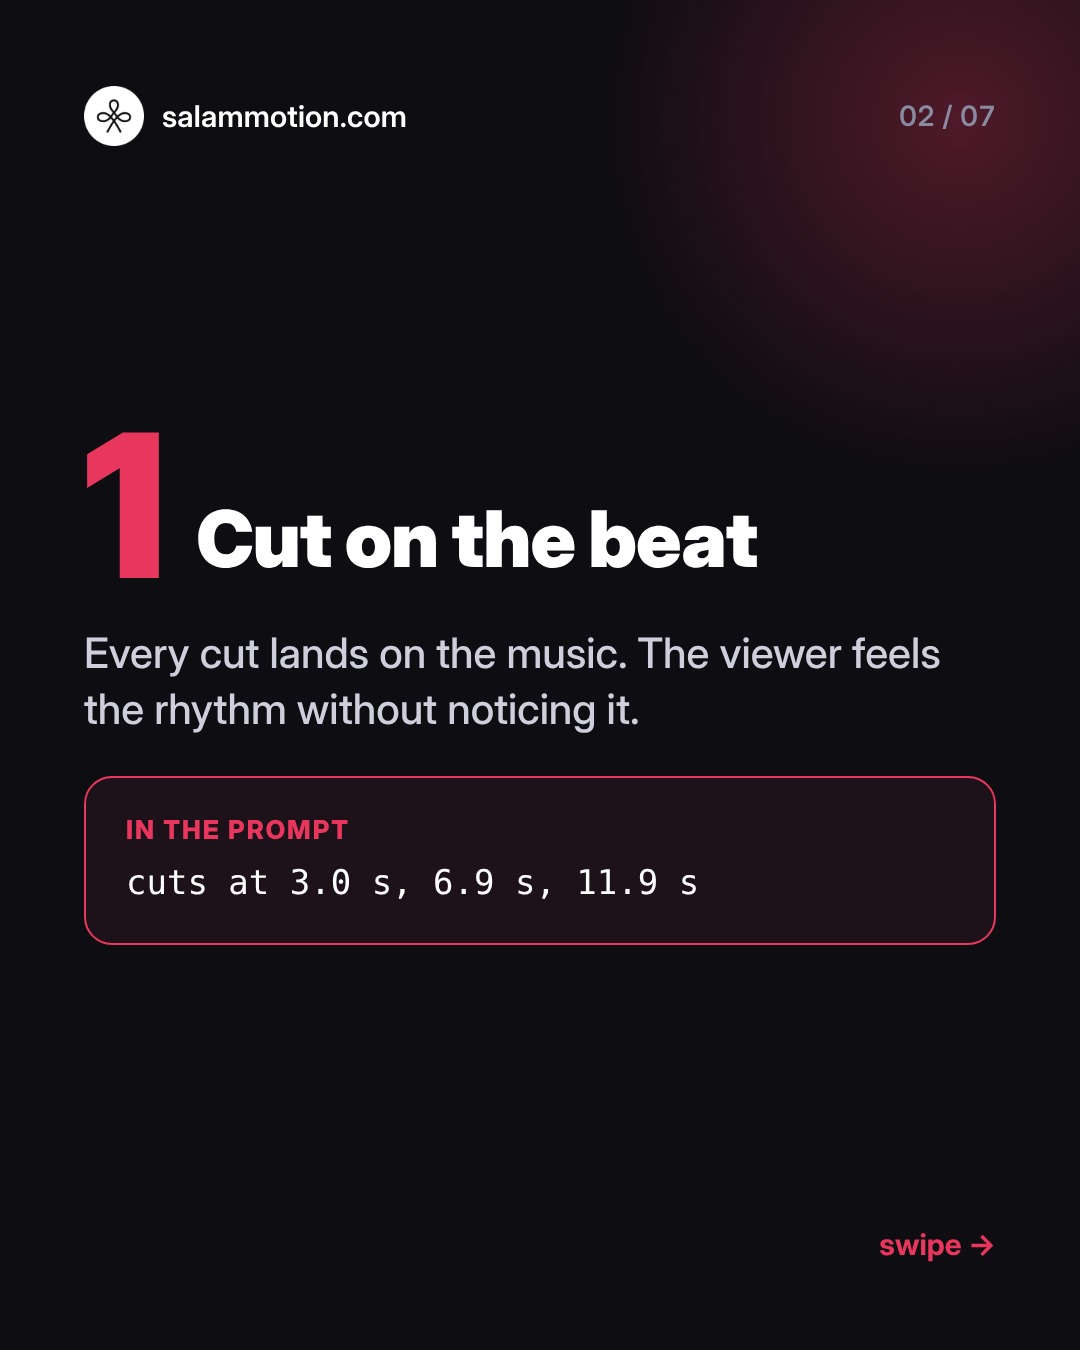 salammotion.com
02 / 07
1 Cut on the beat
Every cut lands on the music. The viewer feels
the rhythm without noticing it.
IN THE PROMPT
cuts at 3.0 s, 6.9 s, 11.9 s
swipe →